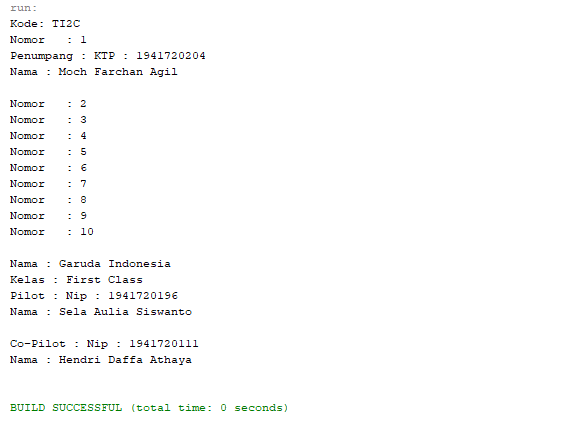 run:
Kode: TI2C
Nomor   : 1
Penumpang : KTP : 1941720204
Nama : Moch Farchan Agil

Nomor   : 2
Nomor   : 3
Nomor   : 4
Nomor   : 5
Nomor   : 6
Nomor   : 7
Nomor   : 8
Nomor   : 9
Nomor   : 10

Nama : Garuda Indonesia
Kelas : First Class
Pilot : Nip : 1941720196
Nama : Sela Aulia Siswanto

Co-Pilot : Nip : 1941720111
Nama : Hendri Daffa Athaya

BUILD SUCCESSFUL (total time: 0 seconds)